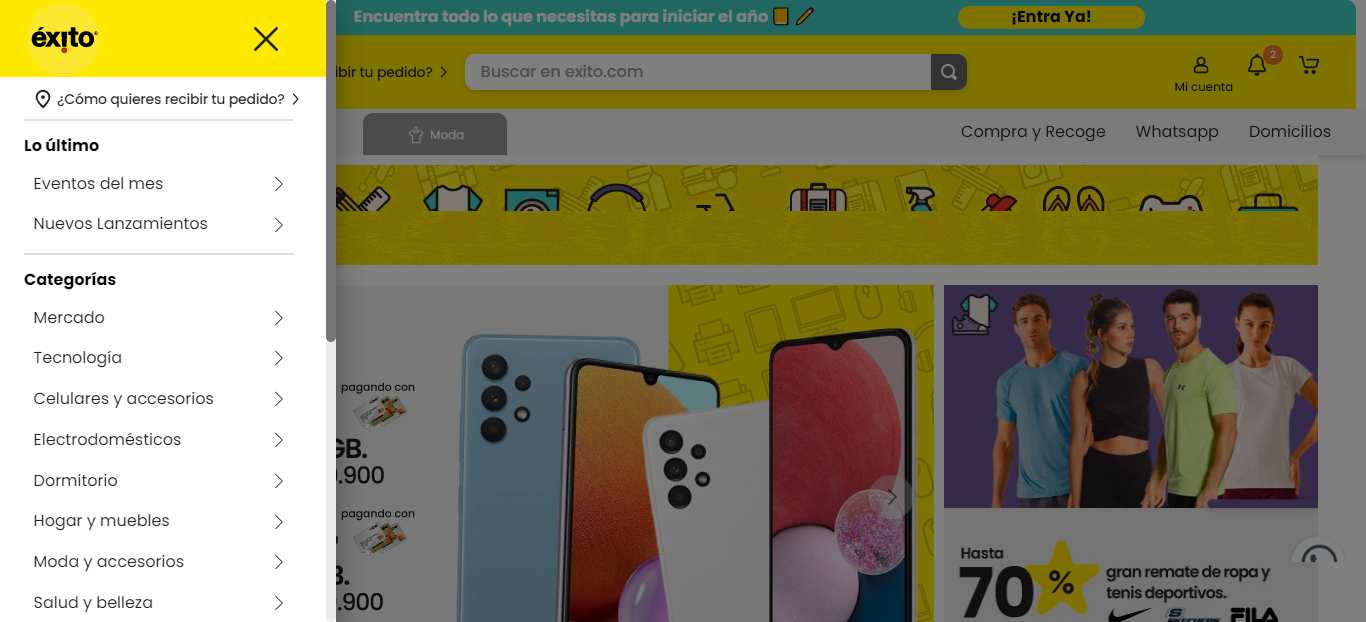 Encuentra todo lo que necesitas para iniciar el año
¡Entra Ya!
éxito
ibir tu pedido?
Buscar en exito.com
2
Mi cuenta
¿Cómo quieres recibir tu pedido?
Moda
Compra y Recoge
Whatsapp
Domicilios
Lo último
Eventos del mes
Nuevos Lanzamientos
Categorías
Mercado
Tecnología
Celulares y accesorios
Electrodomésticos
Dormitorio
Hogar y muebles
Moda y accesorios
Salud y belleza
pagando con
GB.
.900
pagando con
.900
Hasta
70 %
gran remate de ropa y
tenis deportivos.
SKECHERS
FILA